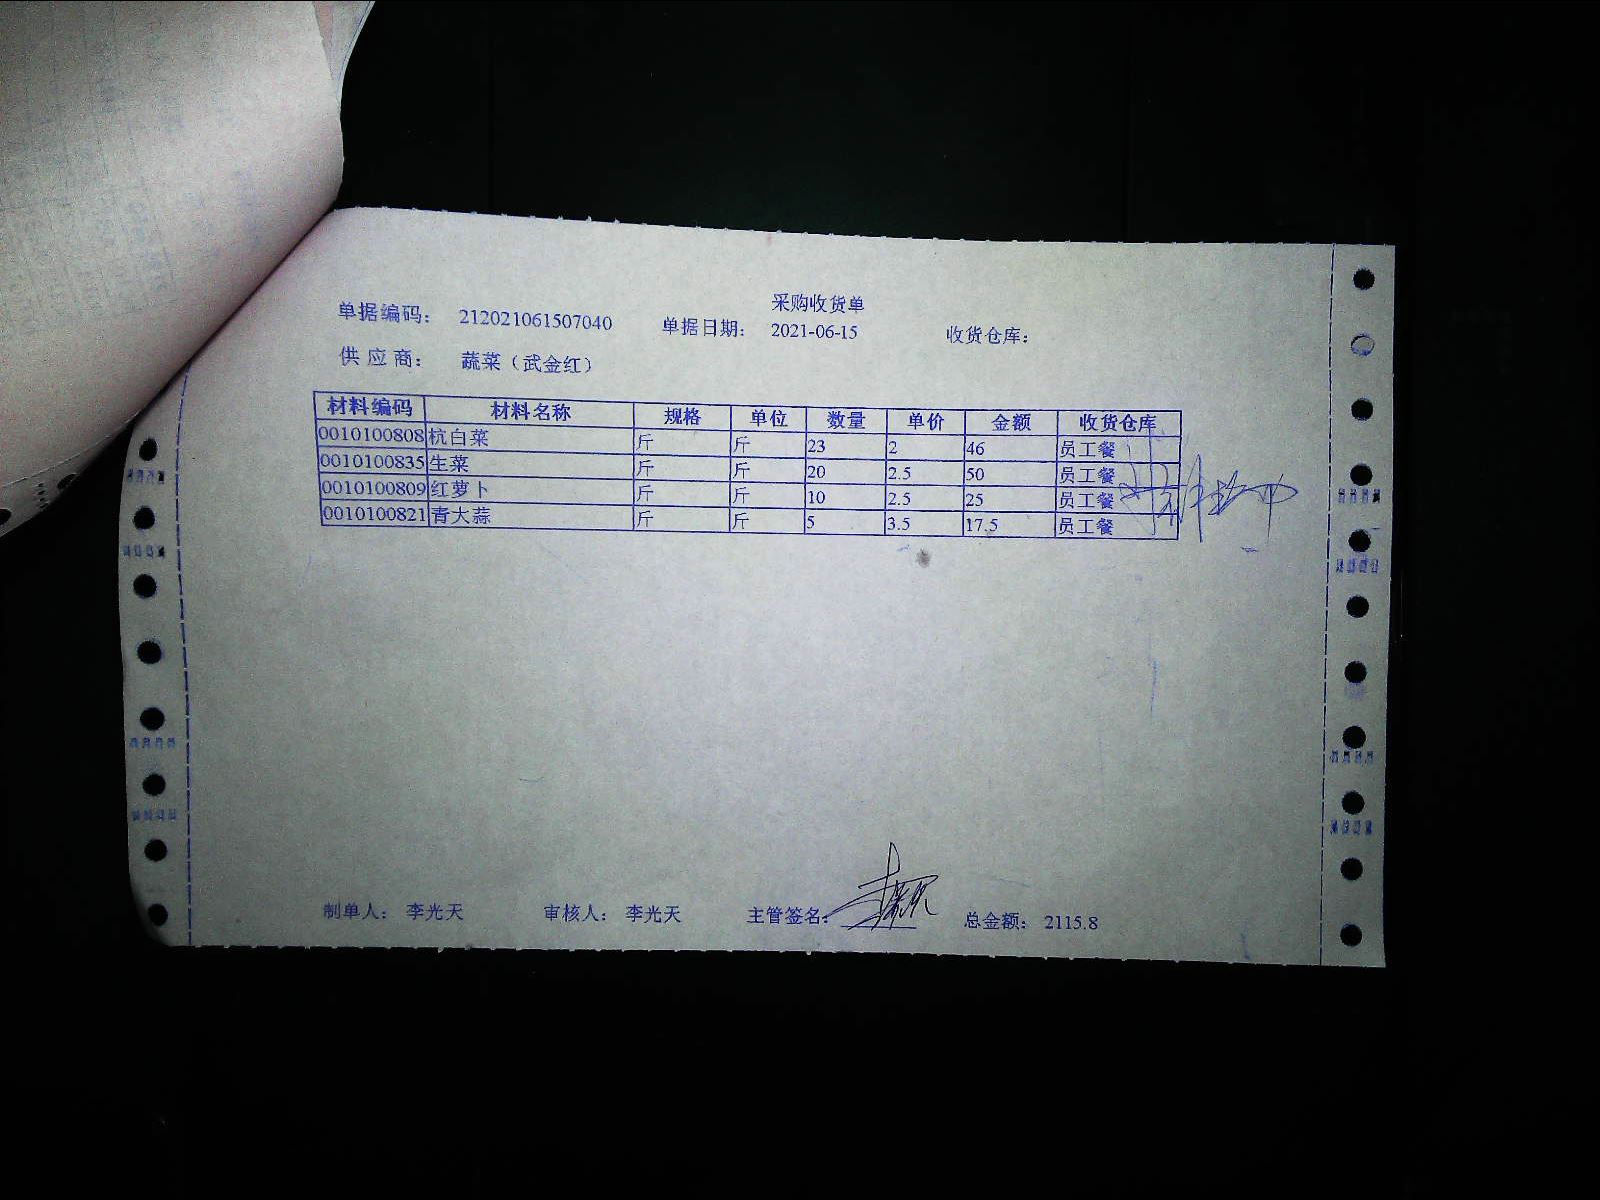 采购收货单
单据编码： 212021061507040 单据日期： 2021-06-15 收货仓库：
供应商： 蔬菜（武金红）
材料编码 材料名称 规格 单位 数量 单价 金额 收货仓库
0010100808 杭白菜 斤 斤 23 2 46 员工餐
0010100835 生菜 斤 斤 20 2.5 50 员工餐
0010100809 红萝卜 斤 斤 10 2.5 25 员工餐
0010100821 青大蒜 斤 斤 5 3.5 17.5 员工餐
制单人： 李光天 审核人： 李光天 主管签名： 总金额： 2115.8